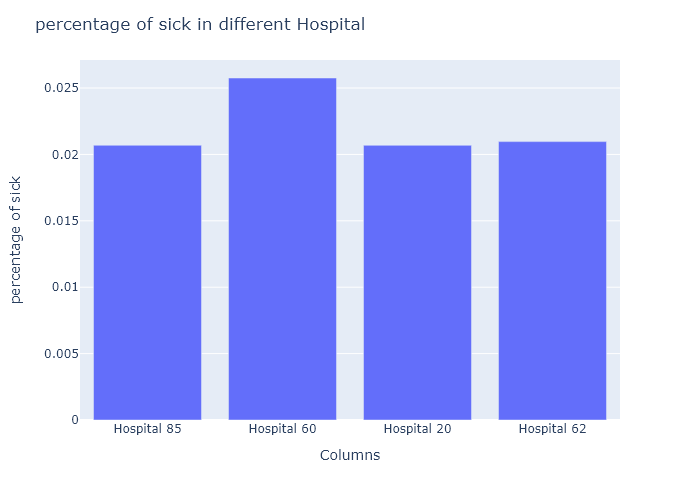 percentage of sick in different Hospital
percentage of sick
0.025
0.02
0.015
0.01
0.005
0
Hospital 85
Hospital 60
Hospital 20
Hospital 62
Columns